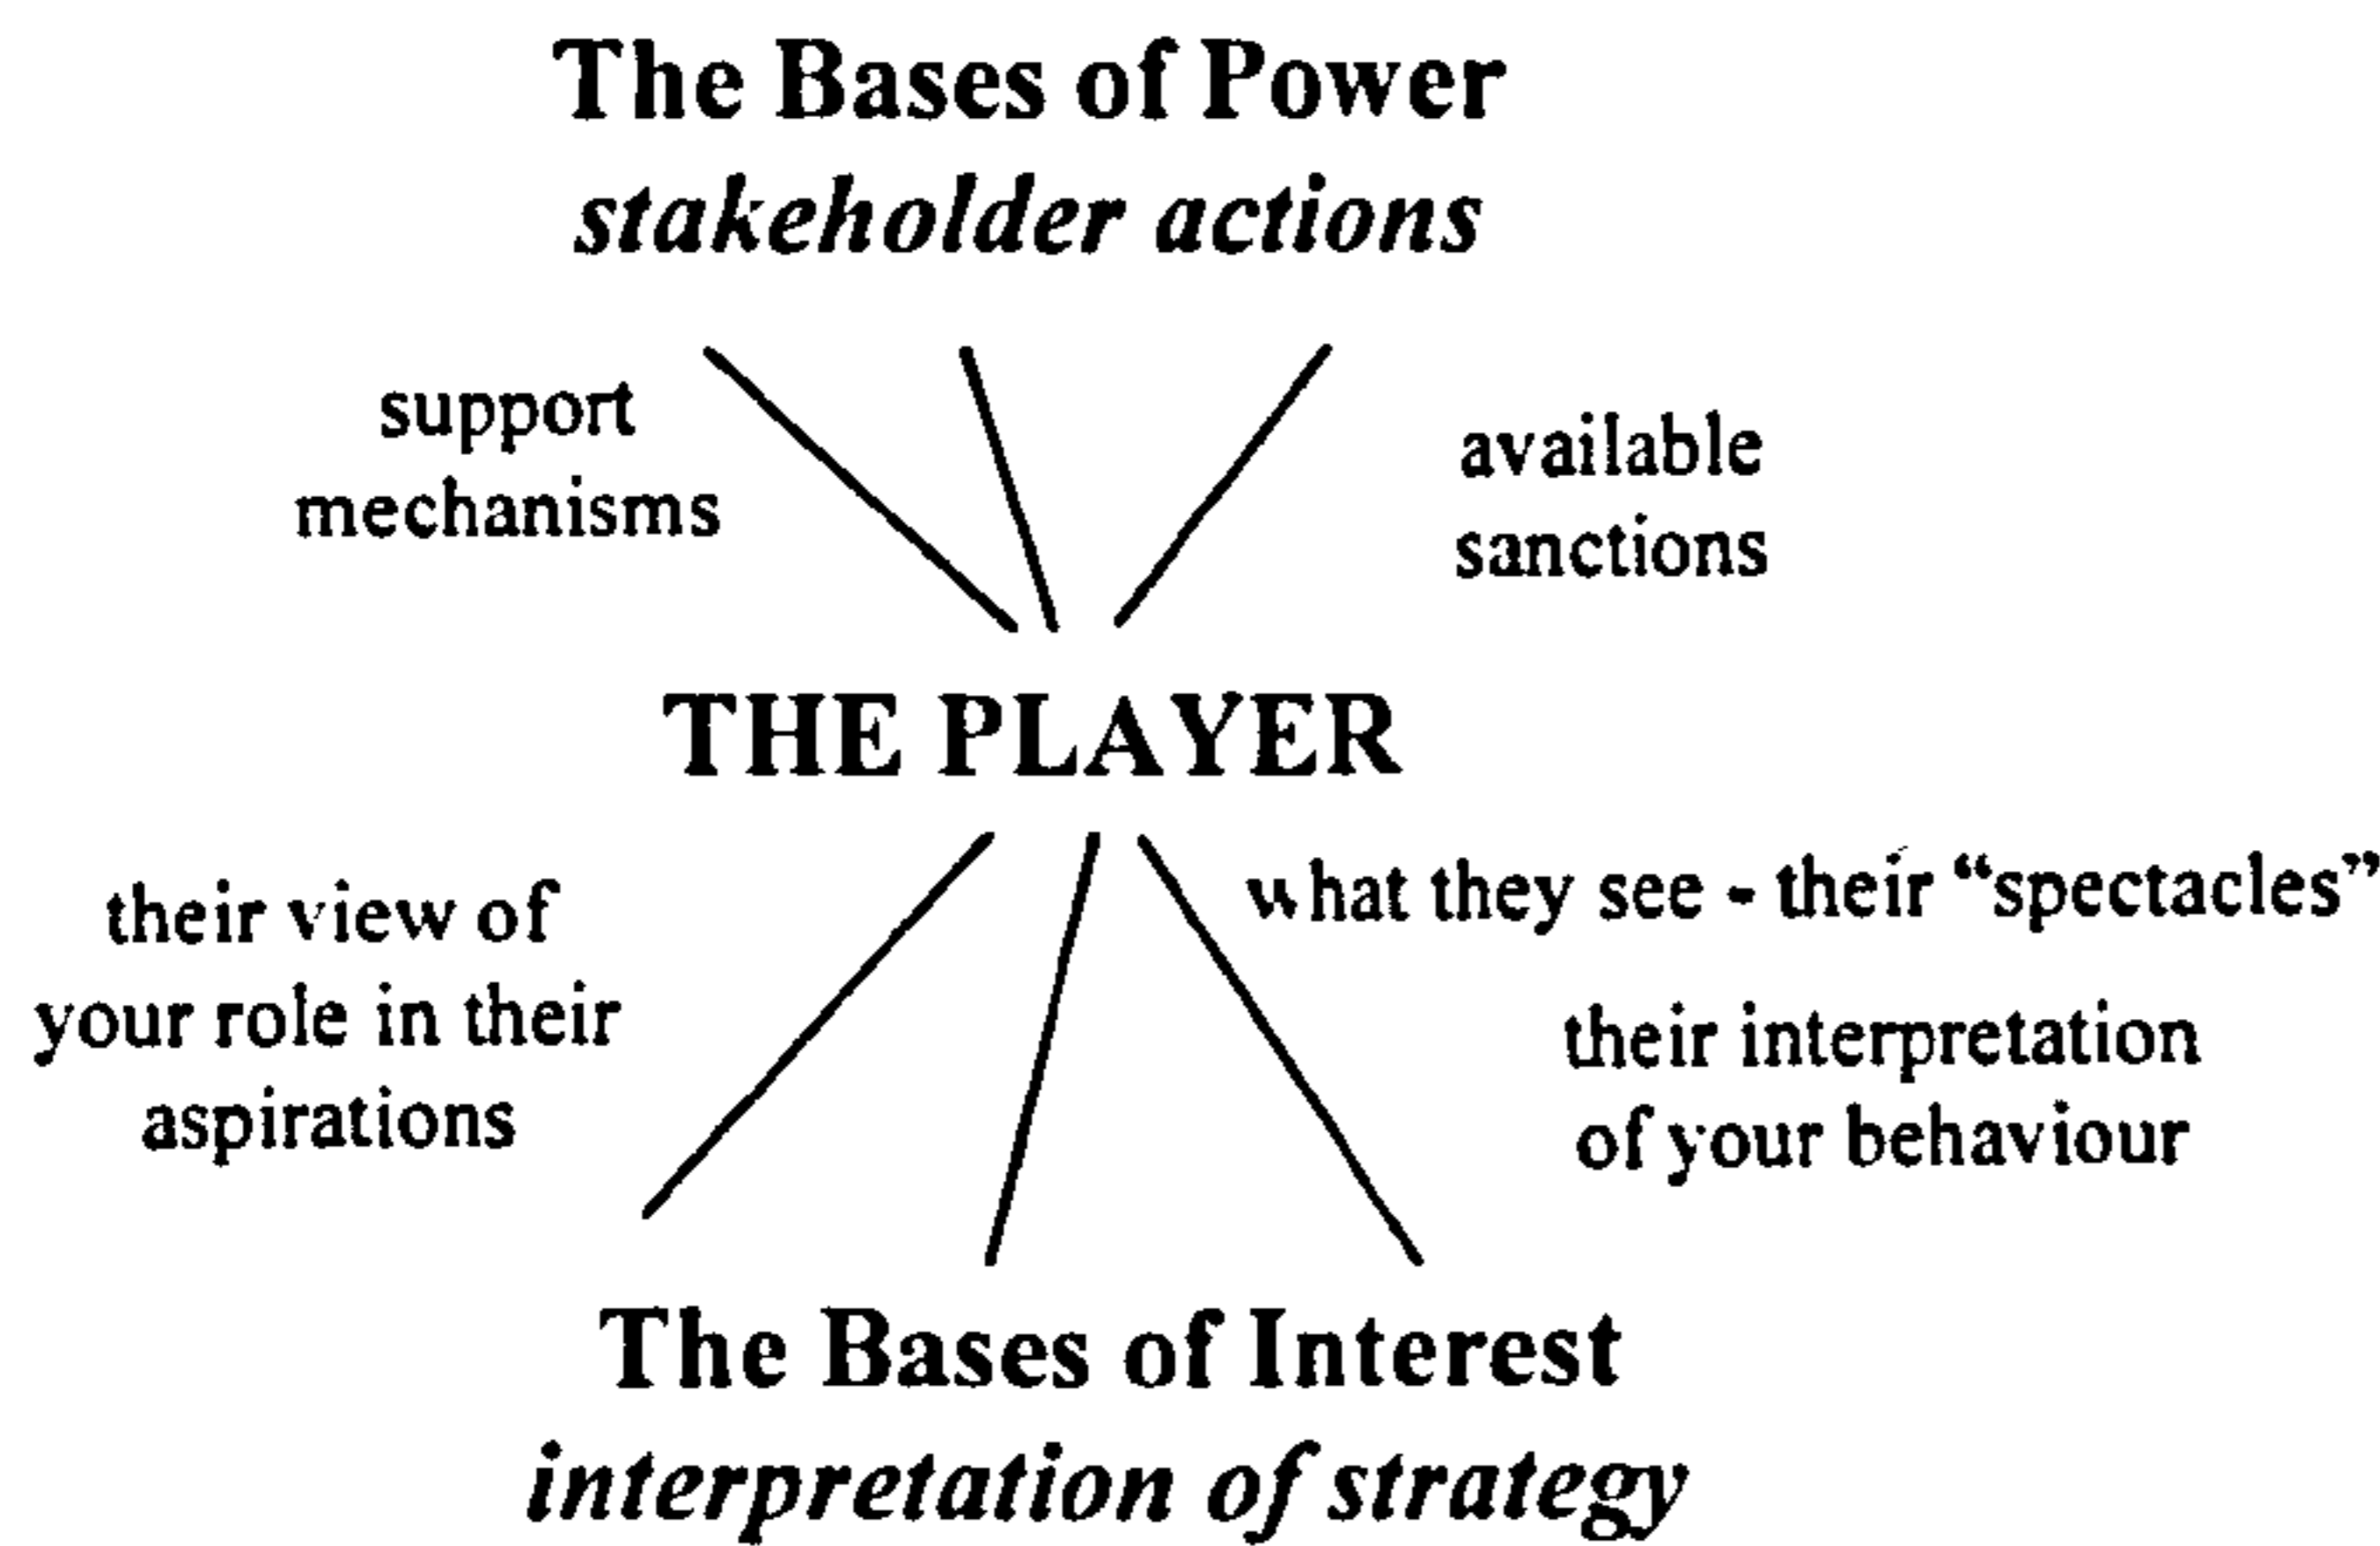 The Bases of Power
stakeholder actions
support
mechanisms
available
sanctions
THE PLAYER
their view of
your role in their
aspirations
what they see - their “spectacles”
their interpretation
of your behaviour
The Bases of Interest
interpretation of strategy